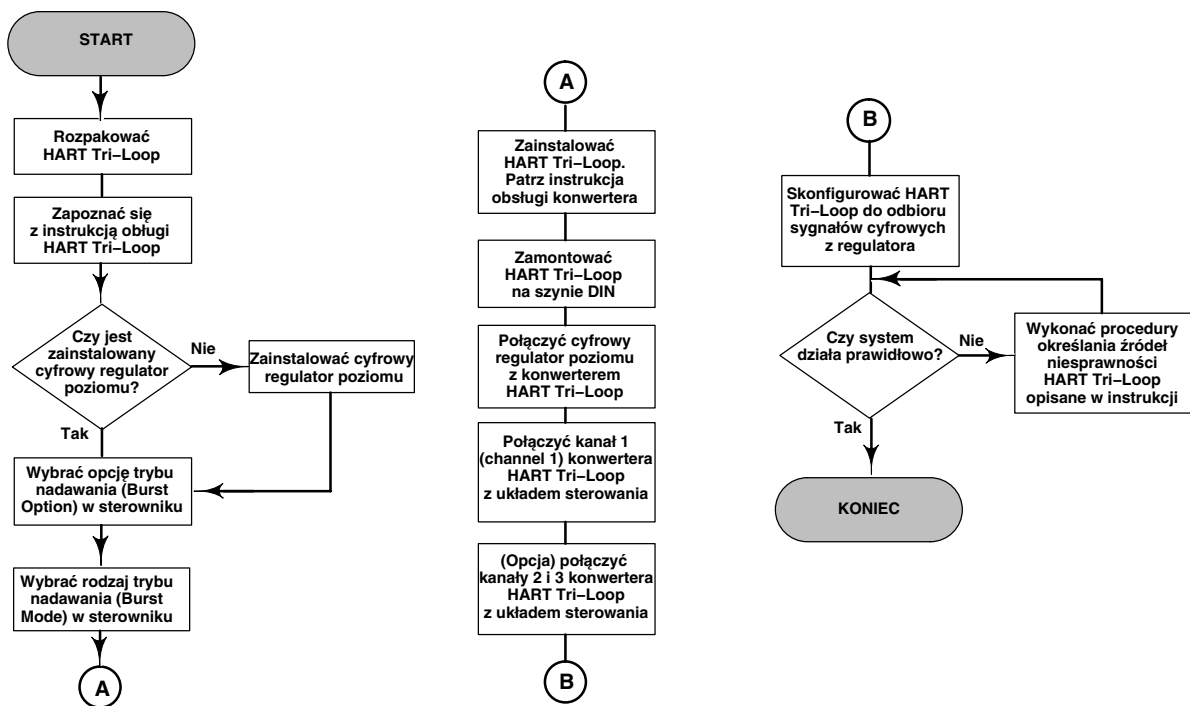 START
Rozpakować
HART Tri−Loop
Zapoznać się
z instrukcją obługi
HART Tri−Loop
Czy jest
zainstalowany
cyfrowy regulator
poziomu?
Nie
Zainstalować cyfrowy
regulator poziomu
Tak
Wybrać opcję trybu
nadawania (Burst
Option) w sterowniku
Wybrać rodzaj trybu
nadawania (Burst
Mode) w sterowniku
A
A
Zainstalować
HART Tri−Loop.
Patrz instrukcja
obsługi konwertera
Zamontować
HART Tri−Loop
na szynie DIN
Połączyć cyfrowy
regulator poziomu
z konwerterem
HART Tri−Loop
Połączyć kanał 1
(channel 1) konwertera
HART Tri−Loop
z układem sterowania
(Opcja) połączyć
kanały 2 i 3 konwertera
HART Tri−Loop
z układem sterowania
B
B
Skonfigurować HART
Tri−Loop do odbioru
sygnałów cyfrowych
z regulatora
Czy system
działa prawidłowo?
Nie
Wykonać procedury
określania źródeł
niesprawności
HART Tri−Loop
opisane w instrukcji
Tak
KONIEC